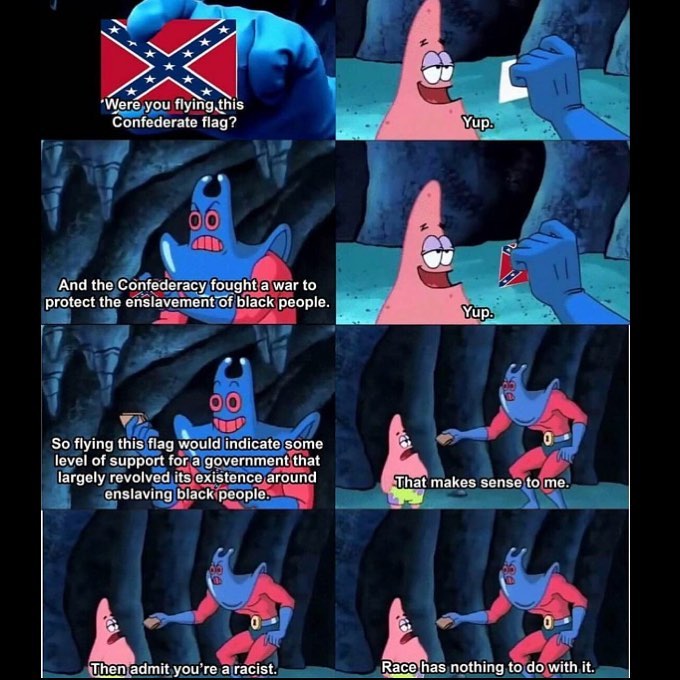 "Were you flying this
Confederate flag?
Yup.
And the Confederacy fought a war to
protect the enslavement of black people.
Yup.
So flying this flag would indicate some
level of support for a government that
largely revolved its existence around
enslaving black people.
That makes sense to me.
Then admit you're a racist.
Race has nothing to do with it.